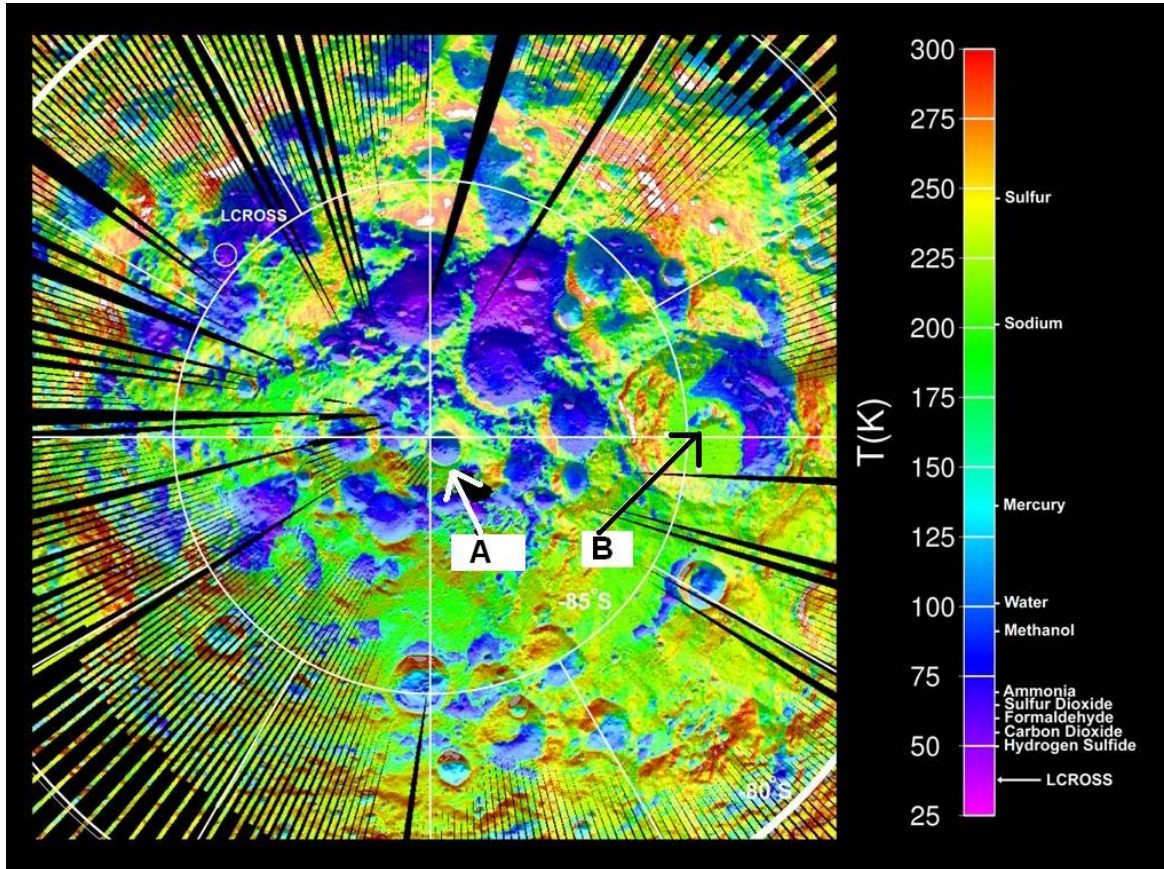 LCROSS
A
B
-85°S
-80°S
T(K)
300
275
250
225
200
175
150
125
100
75
50
25
Sulfur
Sodium
Mercury
Water
Methanol
Ammonia
Sulfur Dioxide
Formaldehyde
Carbon Dioxide
Hydrogen Sulfide
LCROSS